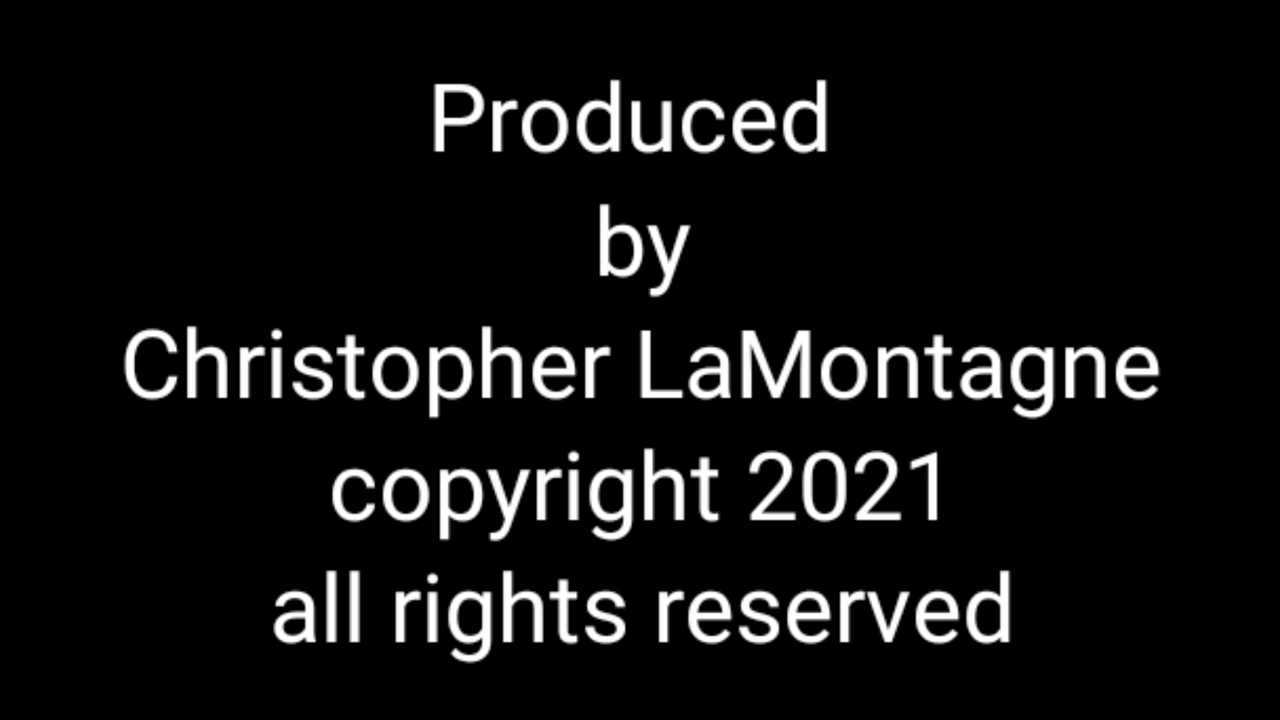 Produced
by
Christopher LaMontagne
copyright 2021
all rights reserved